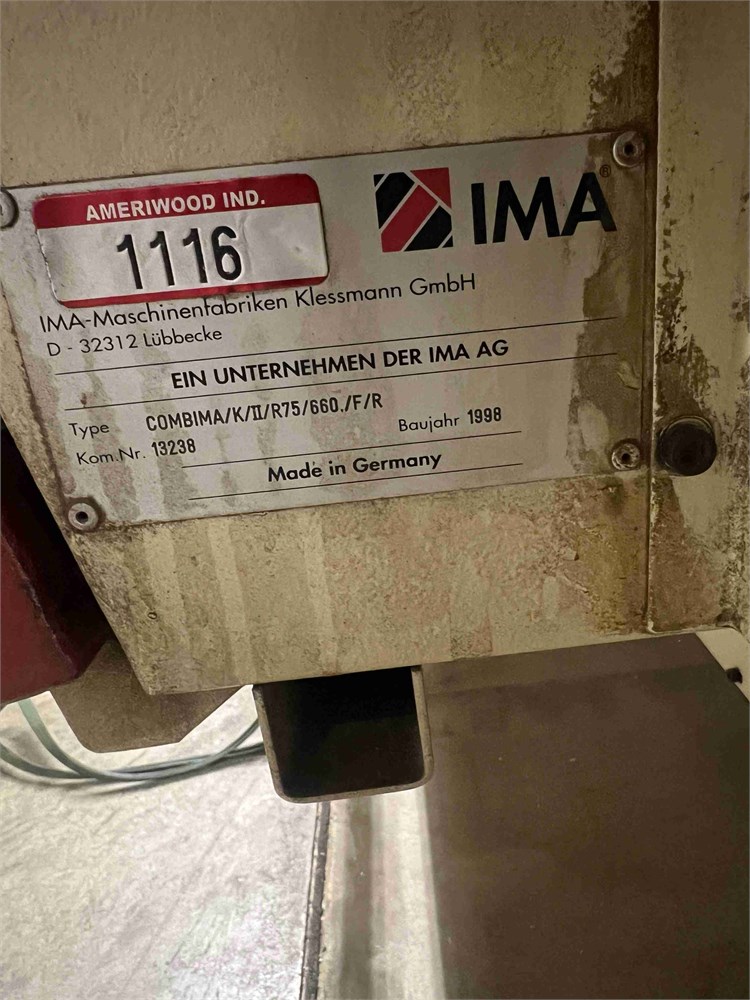 AMERIWOOD IND.
1116
IMA®
IMA-Maschinenfabriken Klessmann GmbH
D - 32312 Lübbecke
EIN UNTERNEHMEN DER IMA AG
Type COMBIMA/K/II/R75/660./F/R
Kom.Nr. 13238 Baujahr 1998
Made in Germany